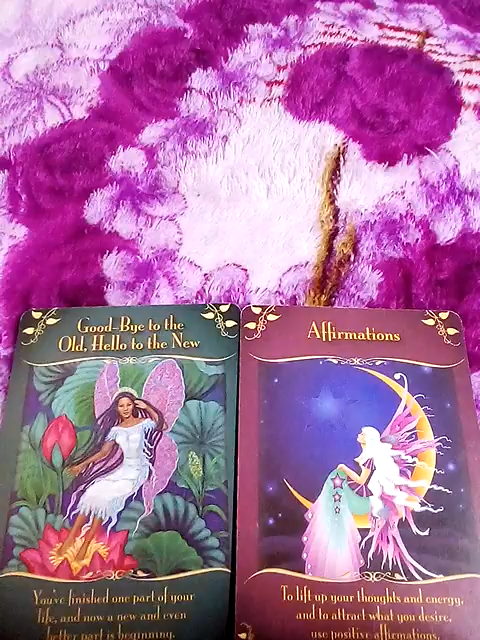 Good-Bye to the
Old, Hello to the New
You've finished one part of your
life, and now a new and even
better part is beginning.
Affirmations
To lift up your thoughts and energy,
and to attract what you desire,
use positive affirmations.